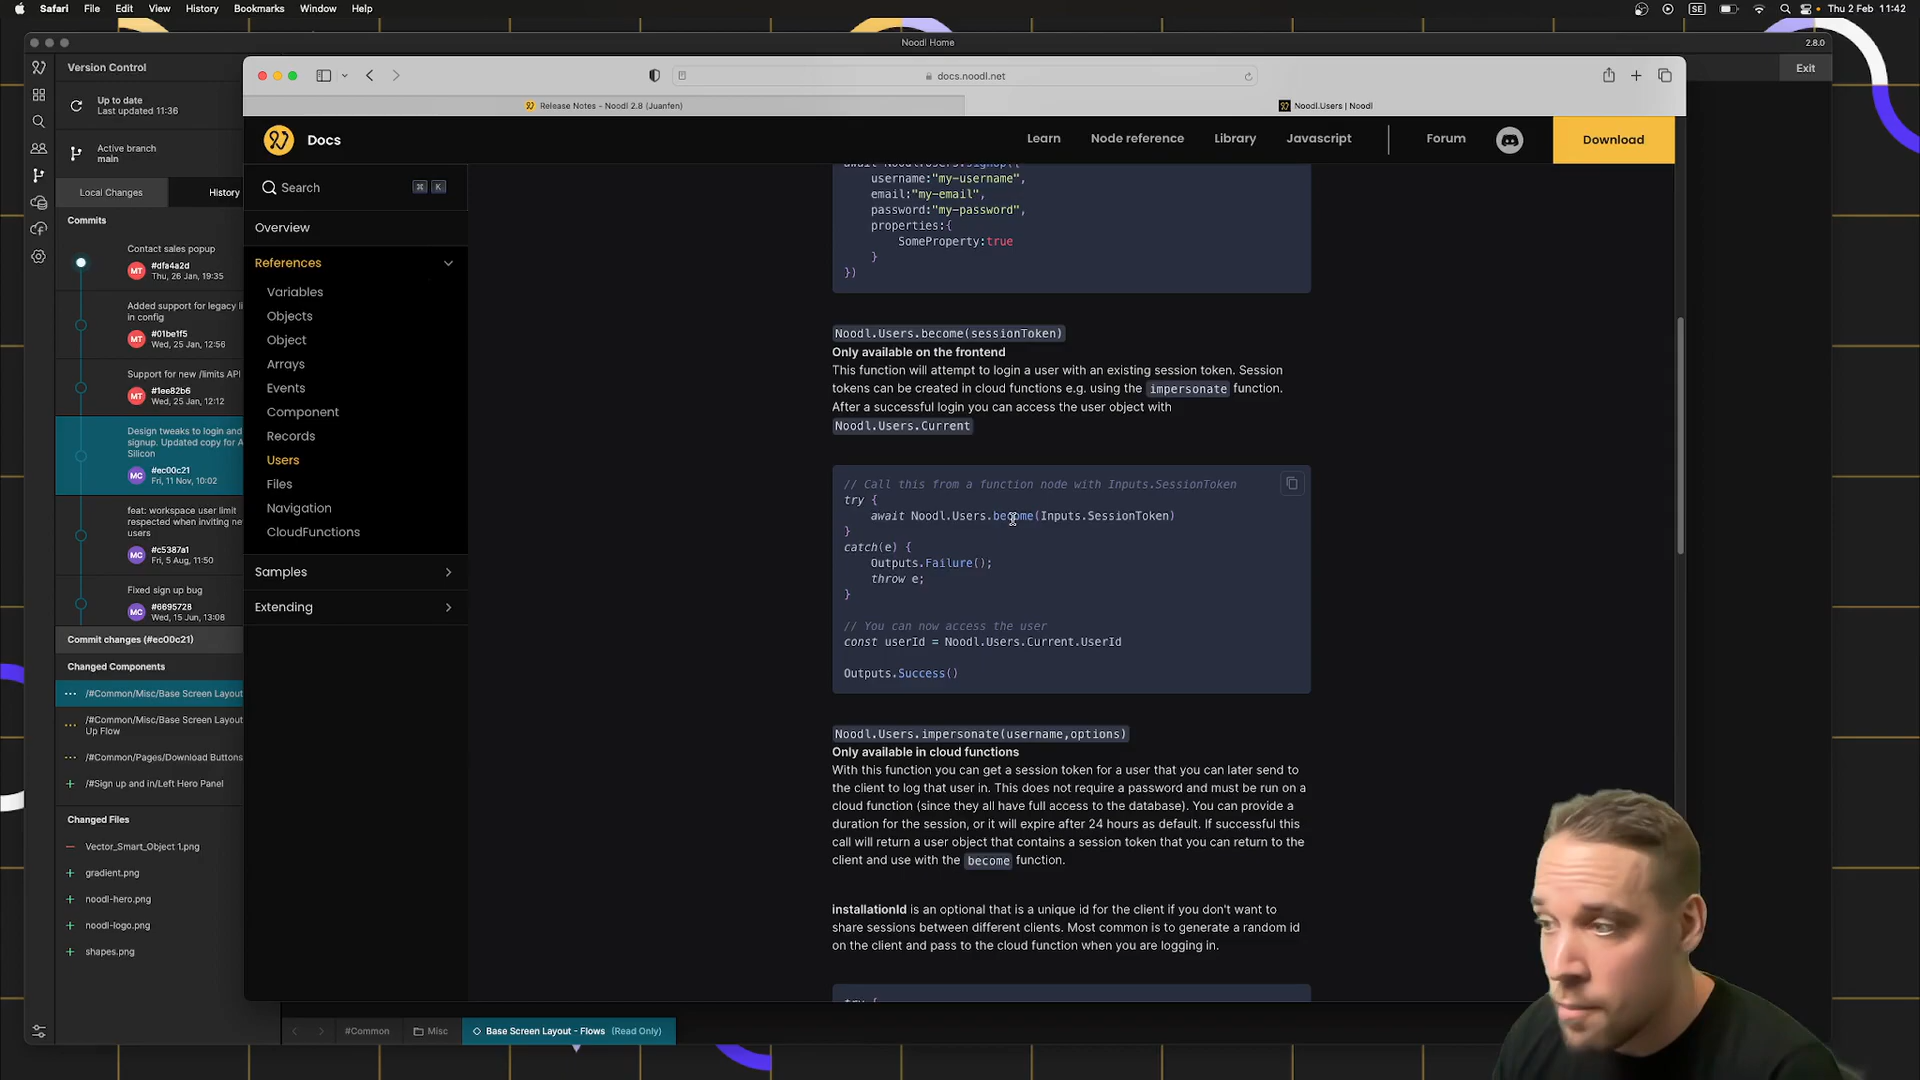 Safari File Edit View History Bookmarks Window Help
SE Thu 2 Feb 11:42
Noodl Home
2.8.0
Version Control
Exit
docs.noodl.net
Up to date
Last updated 11:36
Release Notes - Noodl 2.8 (Juanfen)
Noodl.Users | Noodl
Docs
Learn Node reference Library Javascript Forum Download
Active branch
main
Local Changes History
Search ⌘ K
Commits
Contact sales popup
MT #dfa4a2d
Thu, 26 Jan, 19:35
Added support for legacy li
in config
MT #01be1f5
Wed, 25 Jan, 12:56
Support for new /limits API
MT #1ee82b6
Wed, 25 Jan, 12:12
Design tweaks to login and
signup. Updated copy for A
Silicon
MC #ec00c21
Fri, 11 Nov, 10:02
feat: workspace user limit
respected when inviting ne
users
MC #c5387a1
Fri, 5 Aug, 11:50
Fixed sign up bug
MC #6695728
Wed, 15 Jun, 13:08
Commit changes (#ec00c21)
Changed Components
/#Common/Misc/Base Screen Layout
/#Common/Misc/Base Screen Layout
Up Flow
/#Common/Pages/Download Buttons
/#Sign up and in/Left Hero Panel
Changed Files
Vector_Smart_Object 1.png
gradient.png
noodl-hero.png
noodl-logo.png
shapes.png
Overview
References
Variables
Objects
Object
Arrays
Events
Component
Records
Users
Files
Navigation
CloudFunctions
Samples
Extending
await Noodl.Users.signUp({
username:"my-username",
email:"my-email",
password:"my-password",
properties:{
SomeProperty:true
}
})
Noodl.Users.become(sessionToken)
Only available on the frontend
This function will attempt to login a user with an existing session token. Session
tokens can be created in cloud functions e.g. using the impersonate function.
After a successful login you can access the user object with
Noodl.Users.Current
// Call this from a function node with Inputs.SessionToken
try {
await Noodl.Users.become(Inputs.SessionToken)
}
catch(e) {
Outputs.Failure();
throw e;
}
// You can now access the user
const userId = Noodl.Users.Current.UserId
Outputs.Success()
Noodl.Users.impersonate(username,options)
Only available in cloud functions
With this function you can get a session token for a user that you can later send to
the client to log that user in. This does not require a password and must be run on a
cloud function (since they all have full access to the database). You can provide a
duration for the session, or it will expire after 24 hours as default. If successful this
call will return a user object that contains a session token that you can return to the
client and use with the become function.
installationId is an optional that is a unique id for the client if you don't want to
share sessions between different clients. Most common is to generate a random id
on the client and pass to the cloud function when you are logging in.
try {
#Common Misc Base Screen Layout - Flows (Read Only)